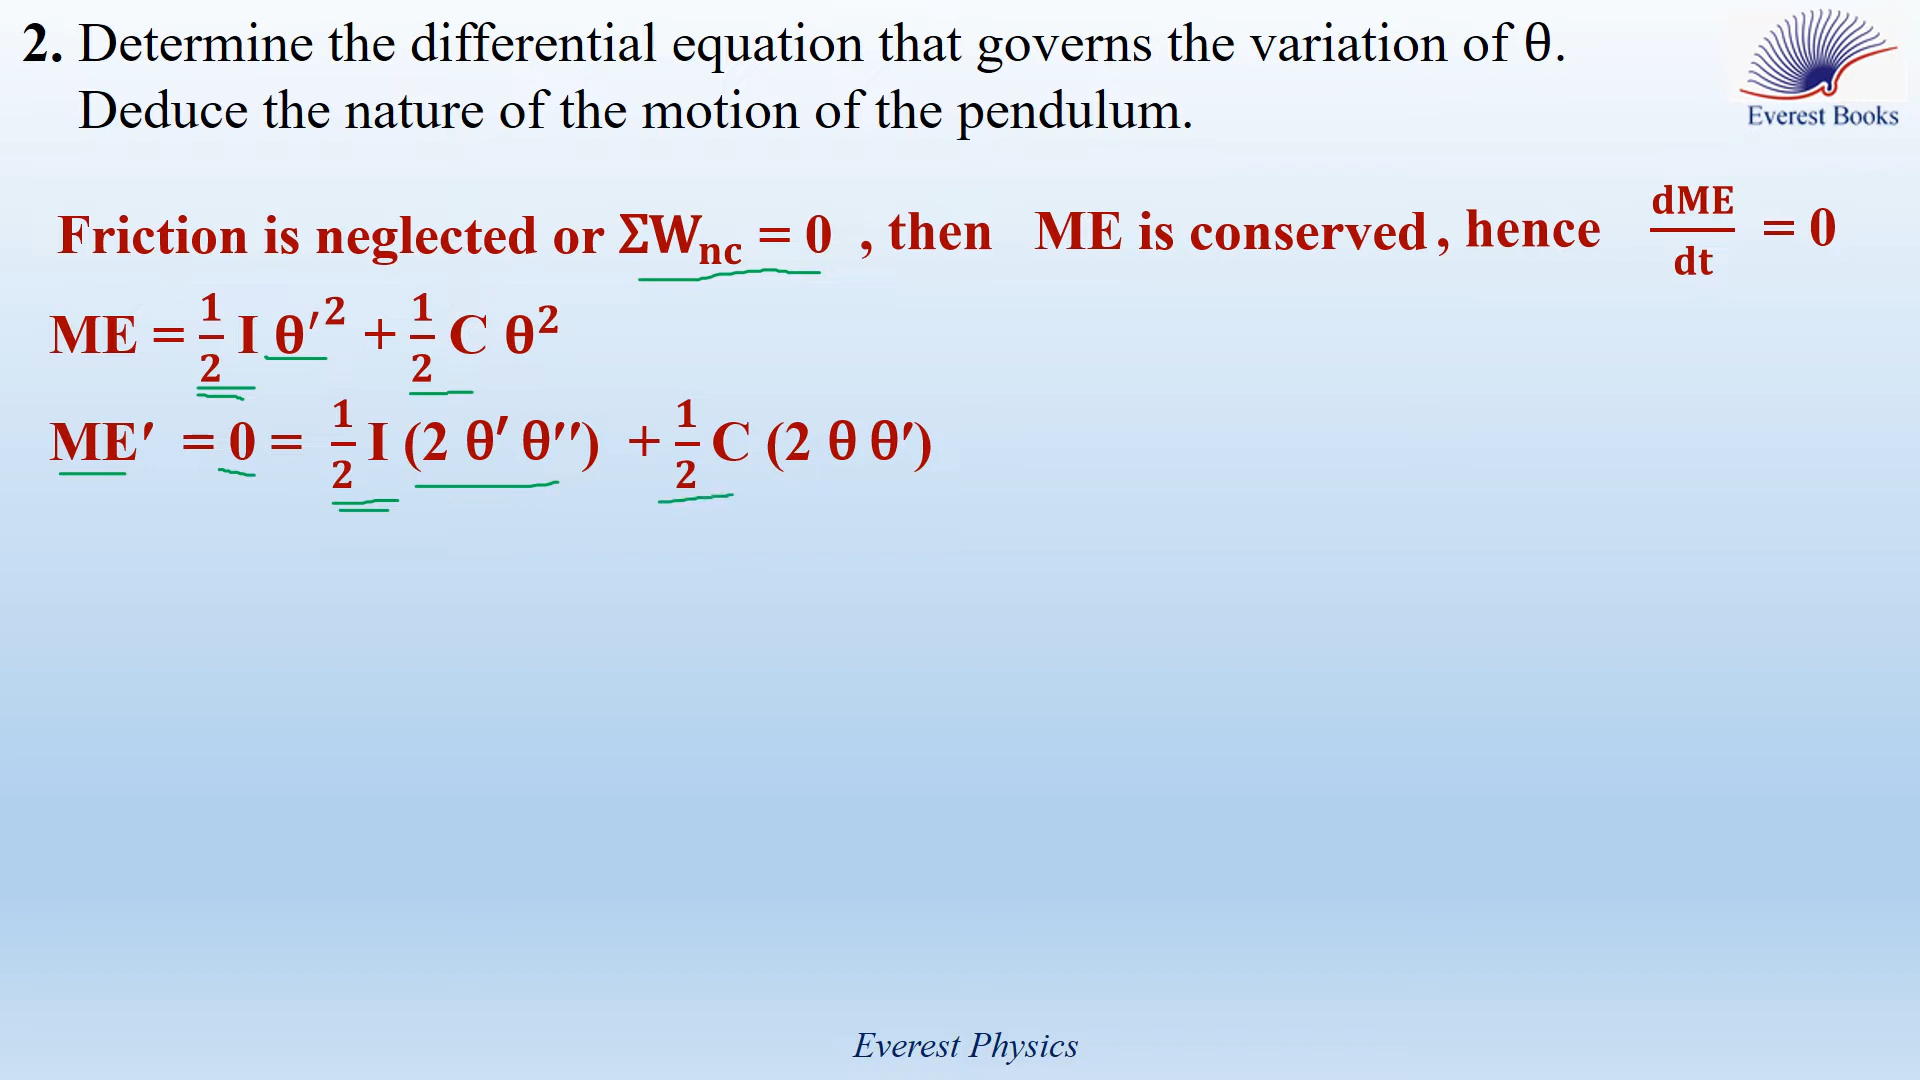 2. Determine the differential equation that governs the variation of θ.
Deduce the nature of the motion of the pendulum.
Everest Books
Friction is neglected or ΣW_nc = 0 , then ME is conserved, hence dME/dt = 0
ME = 1/2 I θ′² + 1/2 C θ²
ME′ = 0 = 1/2 I (2 θ′ θ′′) + 1/2 C (2 θ θ′)
Everest Physics